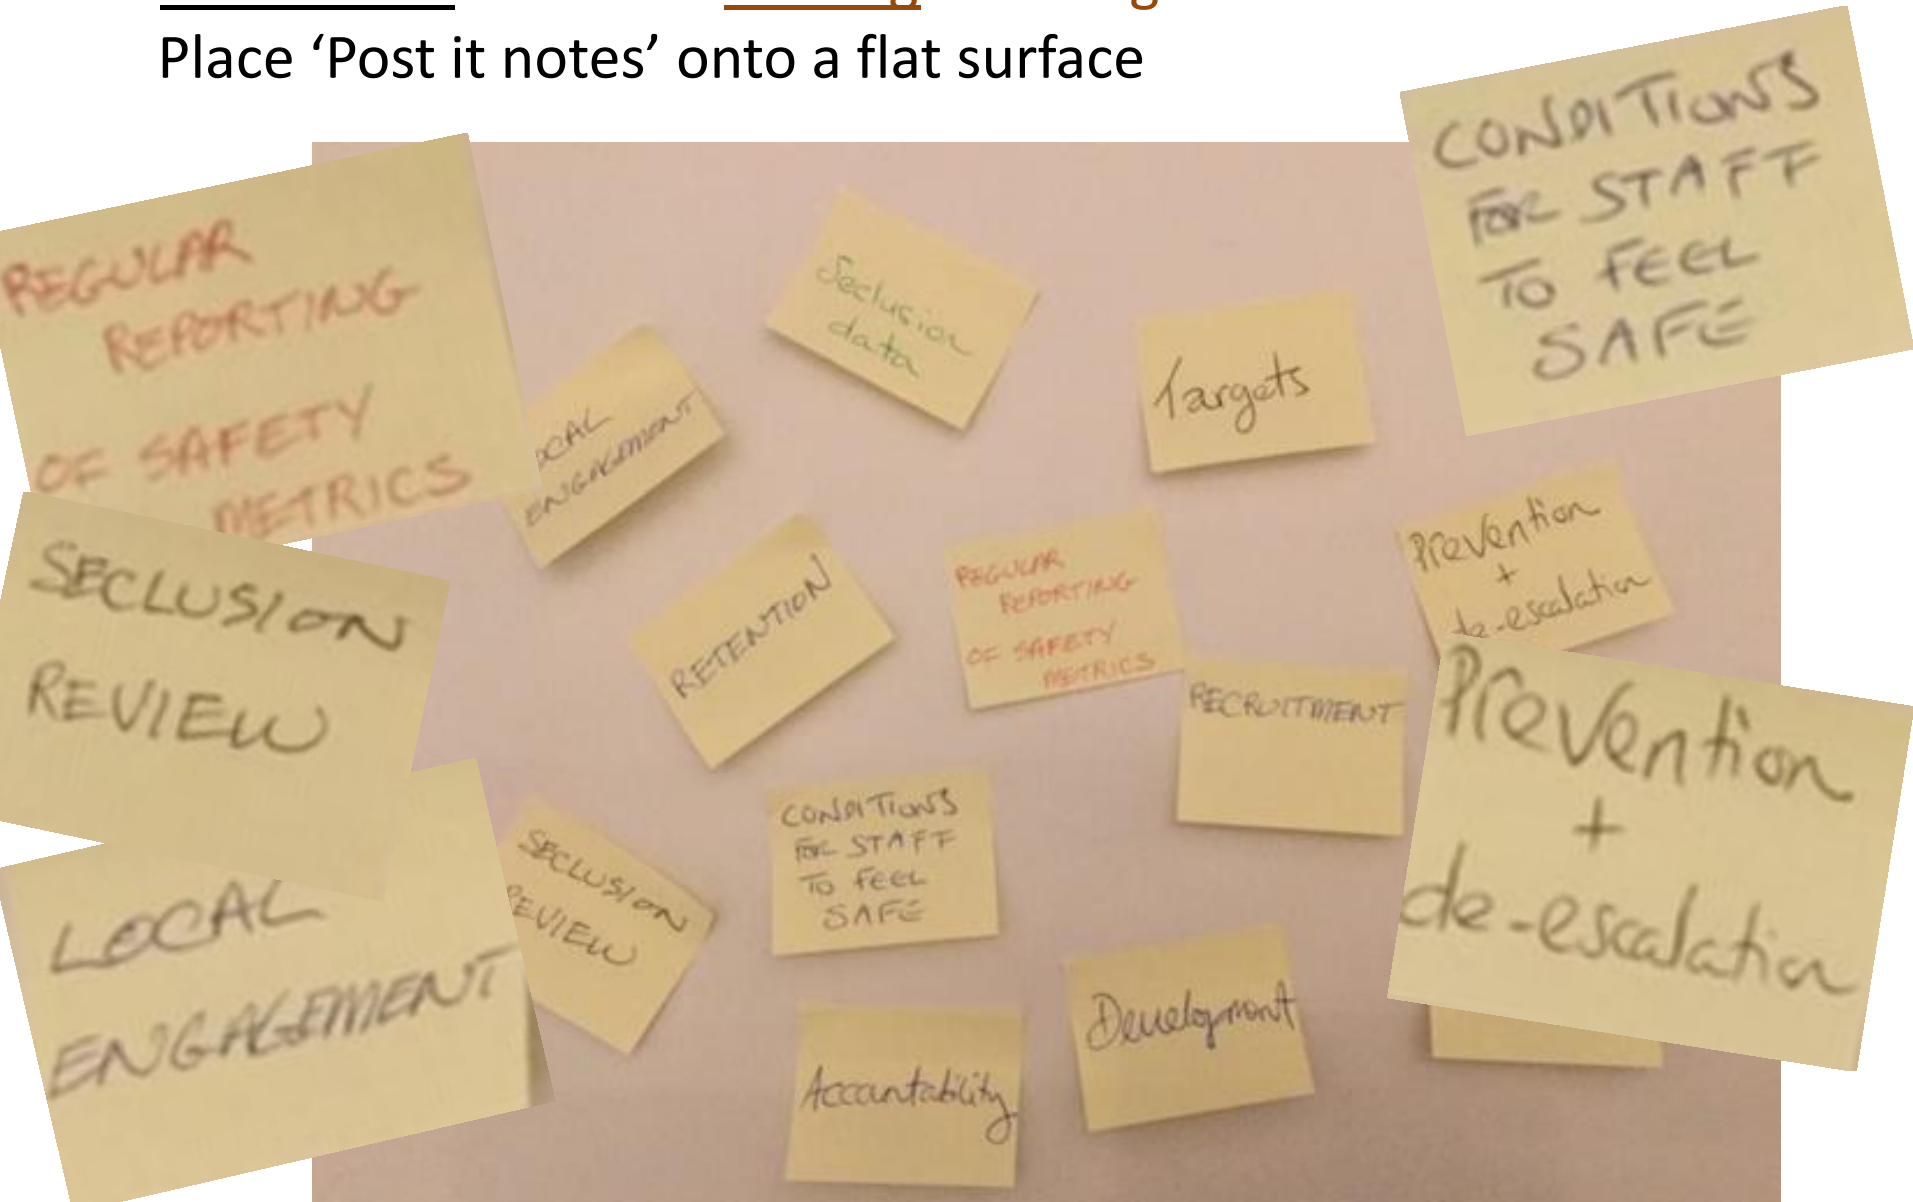 Place ‘Post it notes’ onto a flat surface
CONDITIONS
FOR STAFF
TO FEEL
SAFE
REGULAR
REPORTING
OF SAFETY
METRICS
Seclusion
data
Targets
LOCAL
ENGAGEMENT
Prevention
+
de-escalation
RETENTION
REGULAR
REPORTING
OF SAFETY
METRICS
SECLUSION
REVIEW
RECRUITMENT
Prevention
+
de-escalation
CONDITIONS
FOR STAFF
TO FEEL
SAFE
SECLUSION
REVIEW
LOCAL
ENGAGEMENT
Development
Accountability